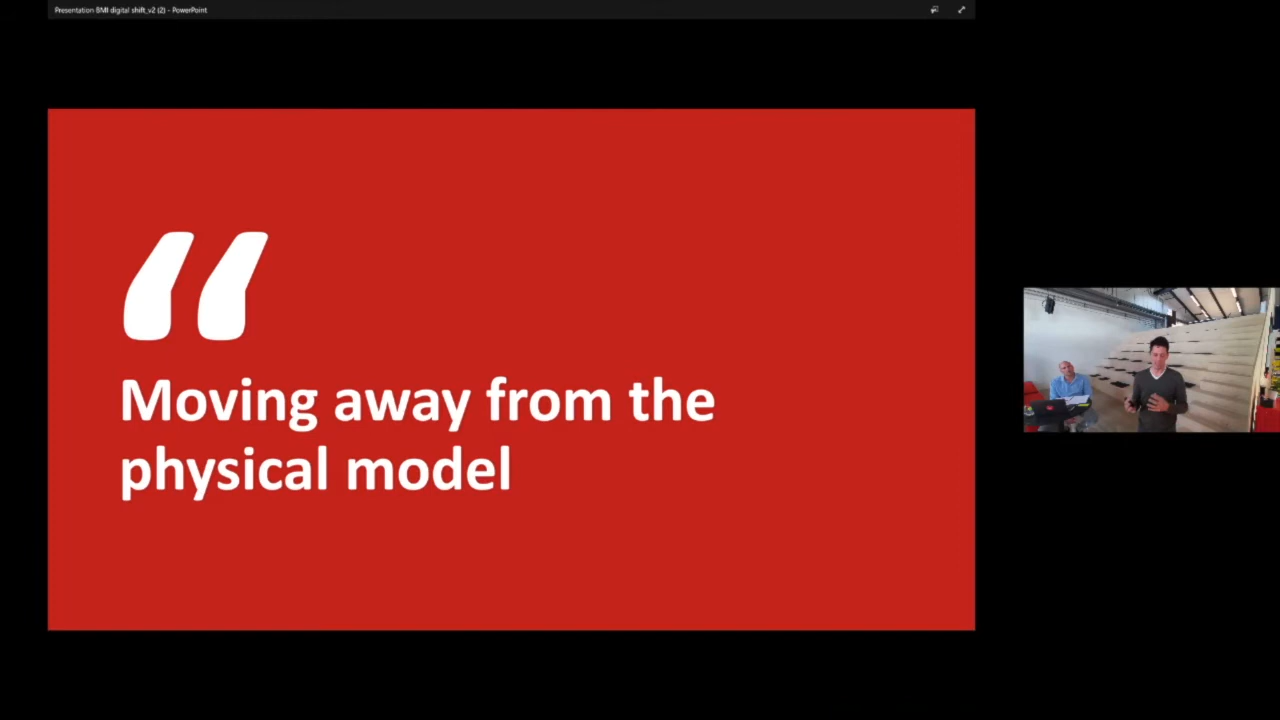 Presentation BMI digital shift_v2 (2) - PowerPoint
“
Moving away from the
physical model